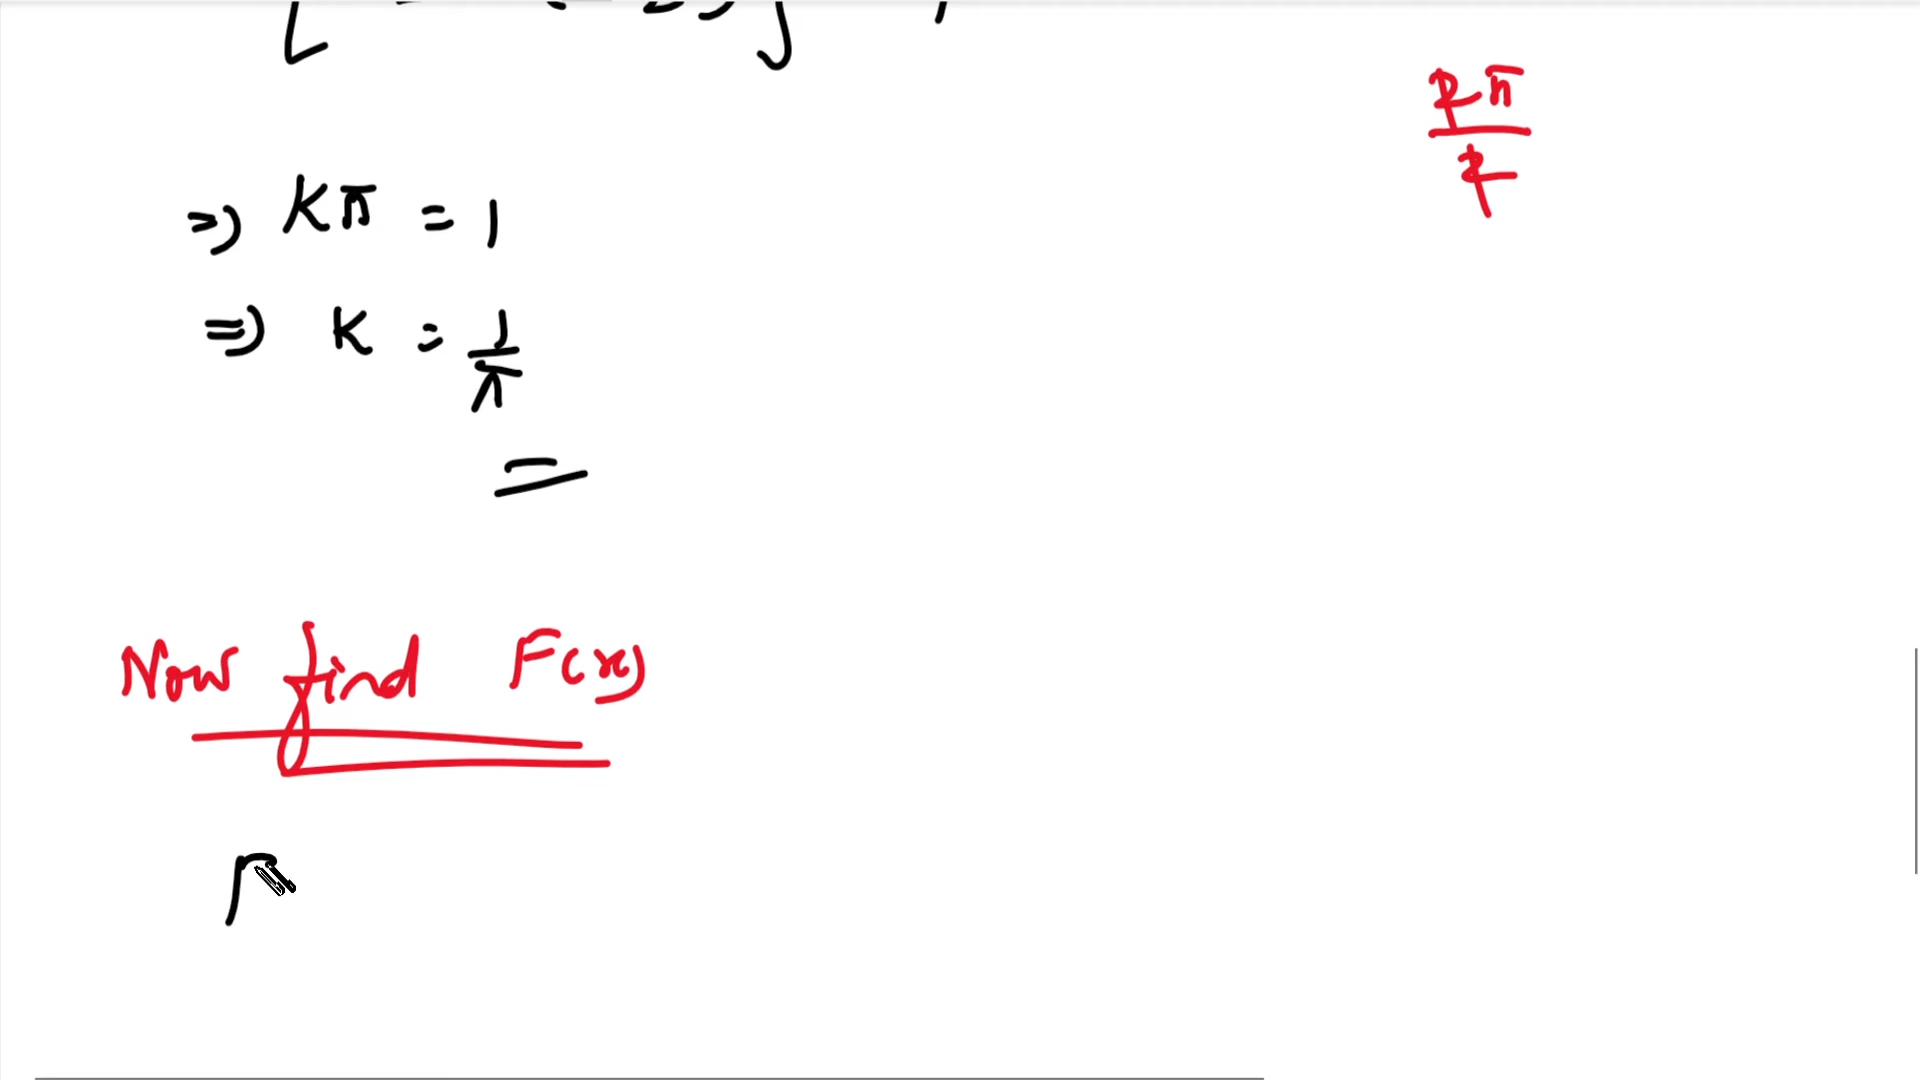 2π
/
2
=> Kπ = 1
=> K = 1/π
Now find F(x)